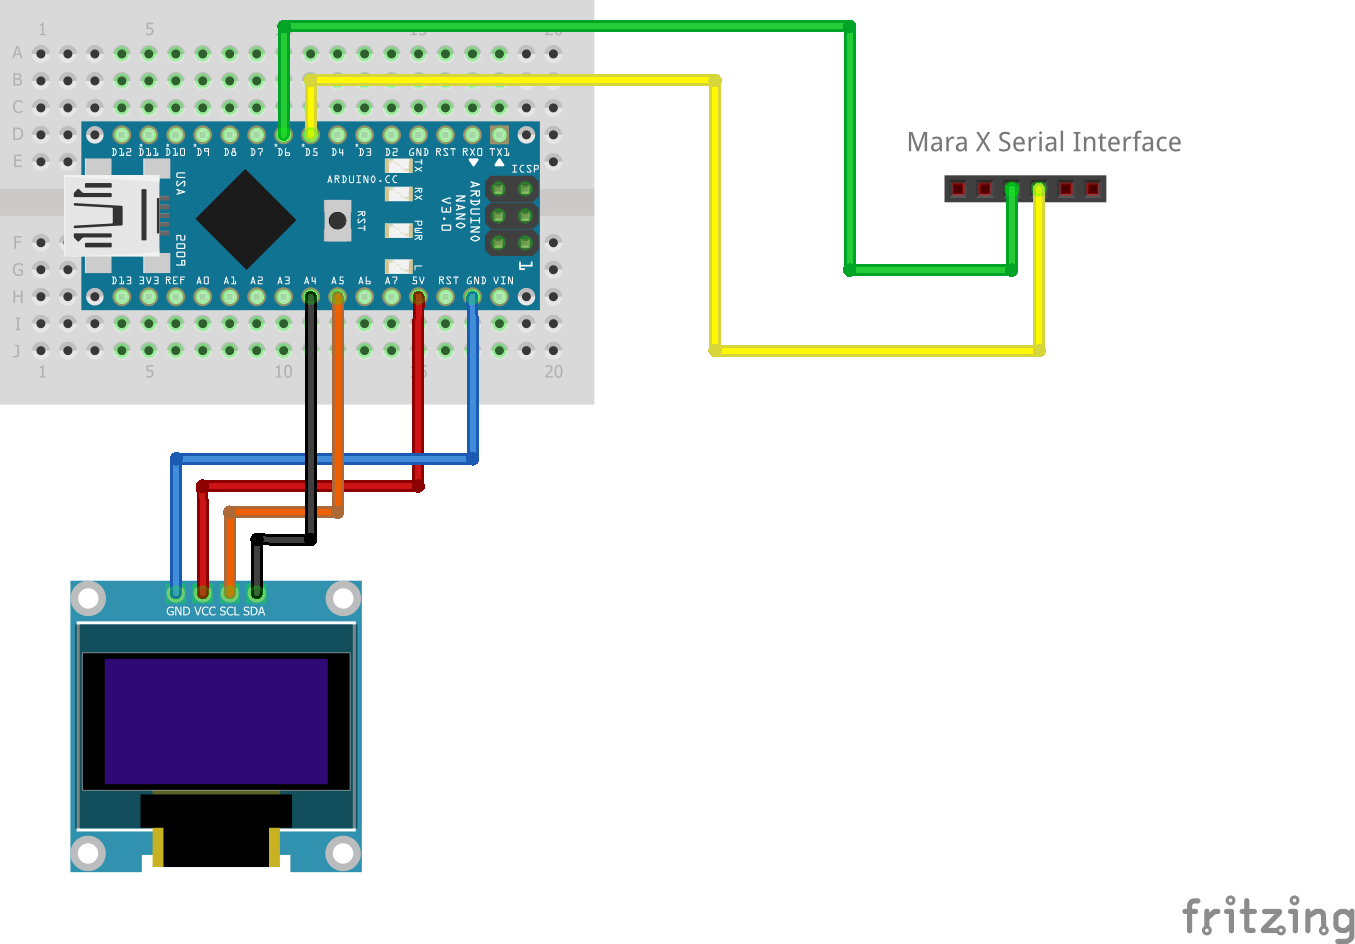 1 5 15 20
A
B
C
D
E
D12 D11 D10 D9 D8 D7 D6 D5 D4 D3 D2 GND RST RX0 TX1
Mara X Serial Interface
ICSP
ARDUINO.CC
USA
TX
RX
RST
PWR
L
ARDUINO
NANO
V3.0
2009
1
F
G
H
I
J
D13 3V3 REF A0 A1 A2 A3 A4 A5 A6 A7 5V RST GND VIN
1 5 10 15 20
GND VCC SCL SDA
fritzing